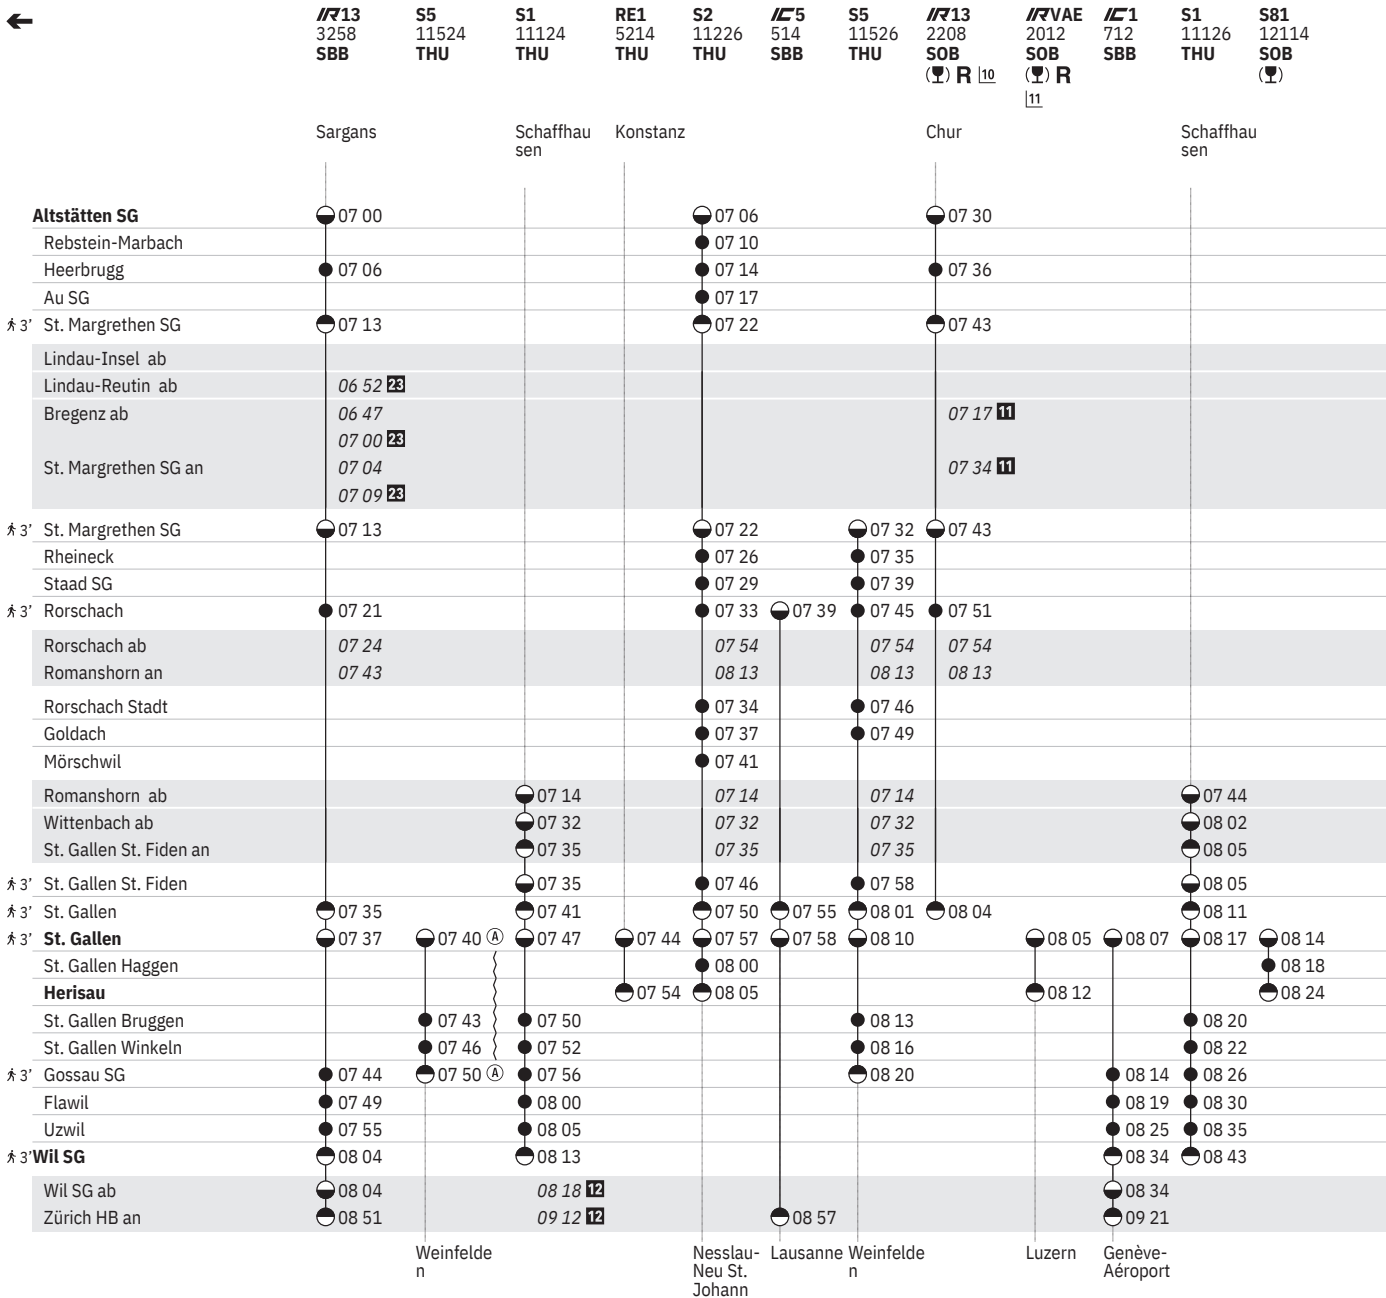 IR13 S5 S1 RE1 S2 IC5 S5 IR13 IRVAE IC1 S1 S81
3258 11524 11124 5214 11226 514 11526 2208 2012 712 11126 12114
SBB THU THU THU THU SBB THU SOB SOB SBB THU SOB
R 10 R
11
Sargans Schaffhau Konstanz Chur Schaffhau
sen sen
Altstätten SG 07 00 07 06 07 30
Rebstein-Marbach 07 10
Heerbrugg 07 06 07 14 07 36
Au SG 07 17
3' St. Margrethen SG 07 13 07 22 07 43
Lindau-Insel ab
Lindau-Reutin ab 06 52 23
Bregenz ab 06 47 07 17 11
07 00 23
St. Margrethen SG an 07 04 07 34 11
07 09 23
3' St. Margrethen SG 07 13 07 22 07 32 07 43
Rheineck 07 26 07 35
Staad SG 07 29 07 39
3' Rorschach 07 21 07 33 07 39 07 45 07 51
Rorschach ab 07 24 07 54 07 54 07 54
Romanshorn an 07 43 08 13 08 13 08 13
Rorschach Stadt 07 34 07 46
Goldach 07 37 07 49
Mörschwil 07 41
Romanshorn ab 07 14 07 14 07 14 07 44
Wittenbach ab 07 32 07 32 07 32 08 02
St. Gallen St. Fiden an 07 35 07 35 07 35 08 05
3' St. Gallen St. Fiden 07 35 07 46 07 58 08 05
3' St. Gallen 07 35 07 41 07 50 07 55 08 01 08 04 08 11
3' St. Gallen 07 37 07 40 A 07 47 07 44 07 57 07 58 08 10 08 05 08 07 08 17 08 14
St. Gallen Haggen 08 00 08 18
Herisau 07 54 08 05 08 12 08 24
St. Gallen Bruggen 07 43 07 50 08 13 08 20
St. Gallen Winkeln 07 46 07 52 08 16 08 22
3' Gossau SG 07 44 07 50 A 07 56 08 20 08 14 08 26
Flawil 07 49 08 00 08 19 08 30
Uzwil 07 55 08 05 08 25 08 35
3' Wil SG 08 04 08 13 08 34 08 43
Wil SG ab 08 04 08 18 12 08 34
Zürich HB an 08 51 09 12 12 08 57 09 21
Weinfelde Nesslau- Lausanne Weinfelde Luzern Genève-
n Neu St. n Aéroport
Johann